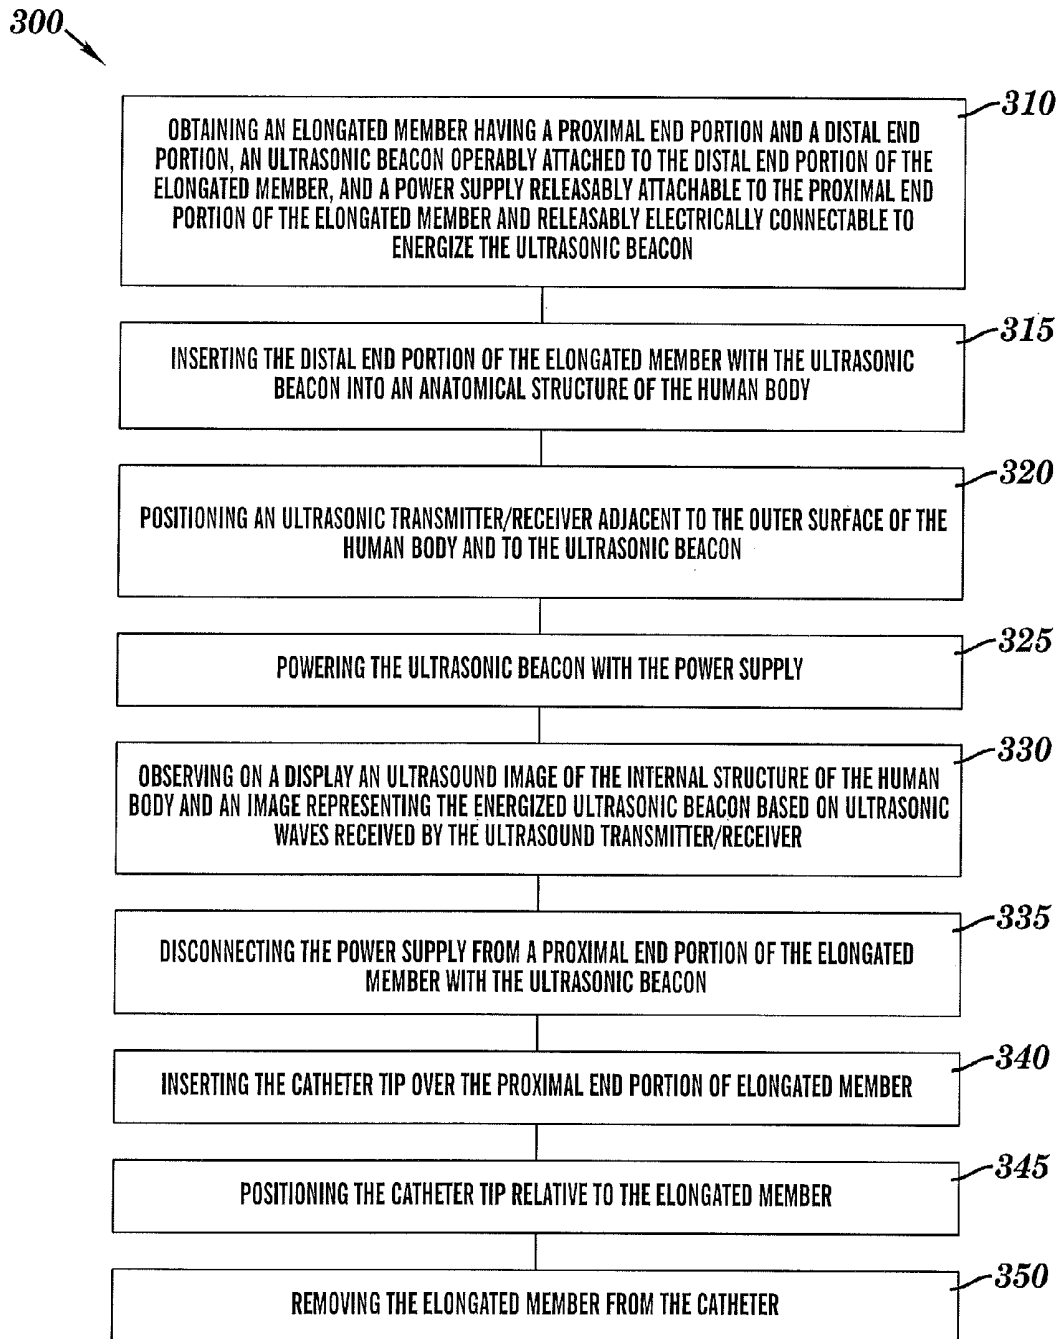 300
310
OBTAINING AN ELONGATED MEMBER HAVING A PROXIMAL END PORTION AND A DISTAL END
PORTION, AN ULTRASONIC BEACON OPERABLY ATTACHED TO THE DISTAL END PORTION OF THE
ELONGATED MEMBER, AND A POWER SUPPLY RELEASABLY ATTACHABLE TO THE PROXIMAL END
PORTION OF THE ELONGATED MEMBER AND RELEASABLY ELECTRICALLY CONNECTABLE TO
ENERGIZE THE ULTRASONIC BEACON
315
INSERTING THE DISTAL END PORTION OF THE ELONGATED MEMBER WITH THE ULTRASONIC
BEACON INTO AN ANATOMICAL STRUCTURE OF THE HUMAN BODY
320
POSITIONING AN ULTRASONIC TRANSMITTER/RECEIVER ADJACENT TO THE OUTER SURFACE OF THE
HUMAN BODY AND TO THE ULTRASONIC BEACON
325
POWERING THE ULTRASONIC BEACON WITH THE POWER SUPPLY
330
OBSERVING ON A DISPLAY AN ULTRASOUND IMAGE OF THE INTERNAL STRUCTURE OF THE HUMAN
BODY AND AN IMAGE REPRESENTING THE ENERGIZED ULTRASONIC BEACON BASED ON ULTRASONIC
WAVES RECEIVED BY THE ULTRASOUND TRANSMITTER/RECEIVER
335
DISCONNECTING THE POWER SUPPLY FROM A PROXIMAL END PORTION OF THE ELONGATED
MEMBER WITH THE ULTRASONIC BEACON
340
INSERTING THE CATHETER TIP OVER THE PROXIMAL END PORTION OF ELONGATED MEMBER
345
POSITIONING THE CATHETER TIP RELATIVE TO THE ELONGATED MEMBER
350
REMOVING THE ELONGATED MEMBER FROM THE CATHETER